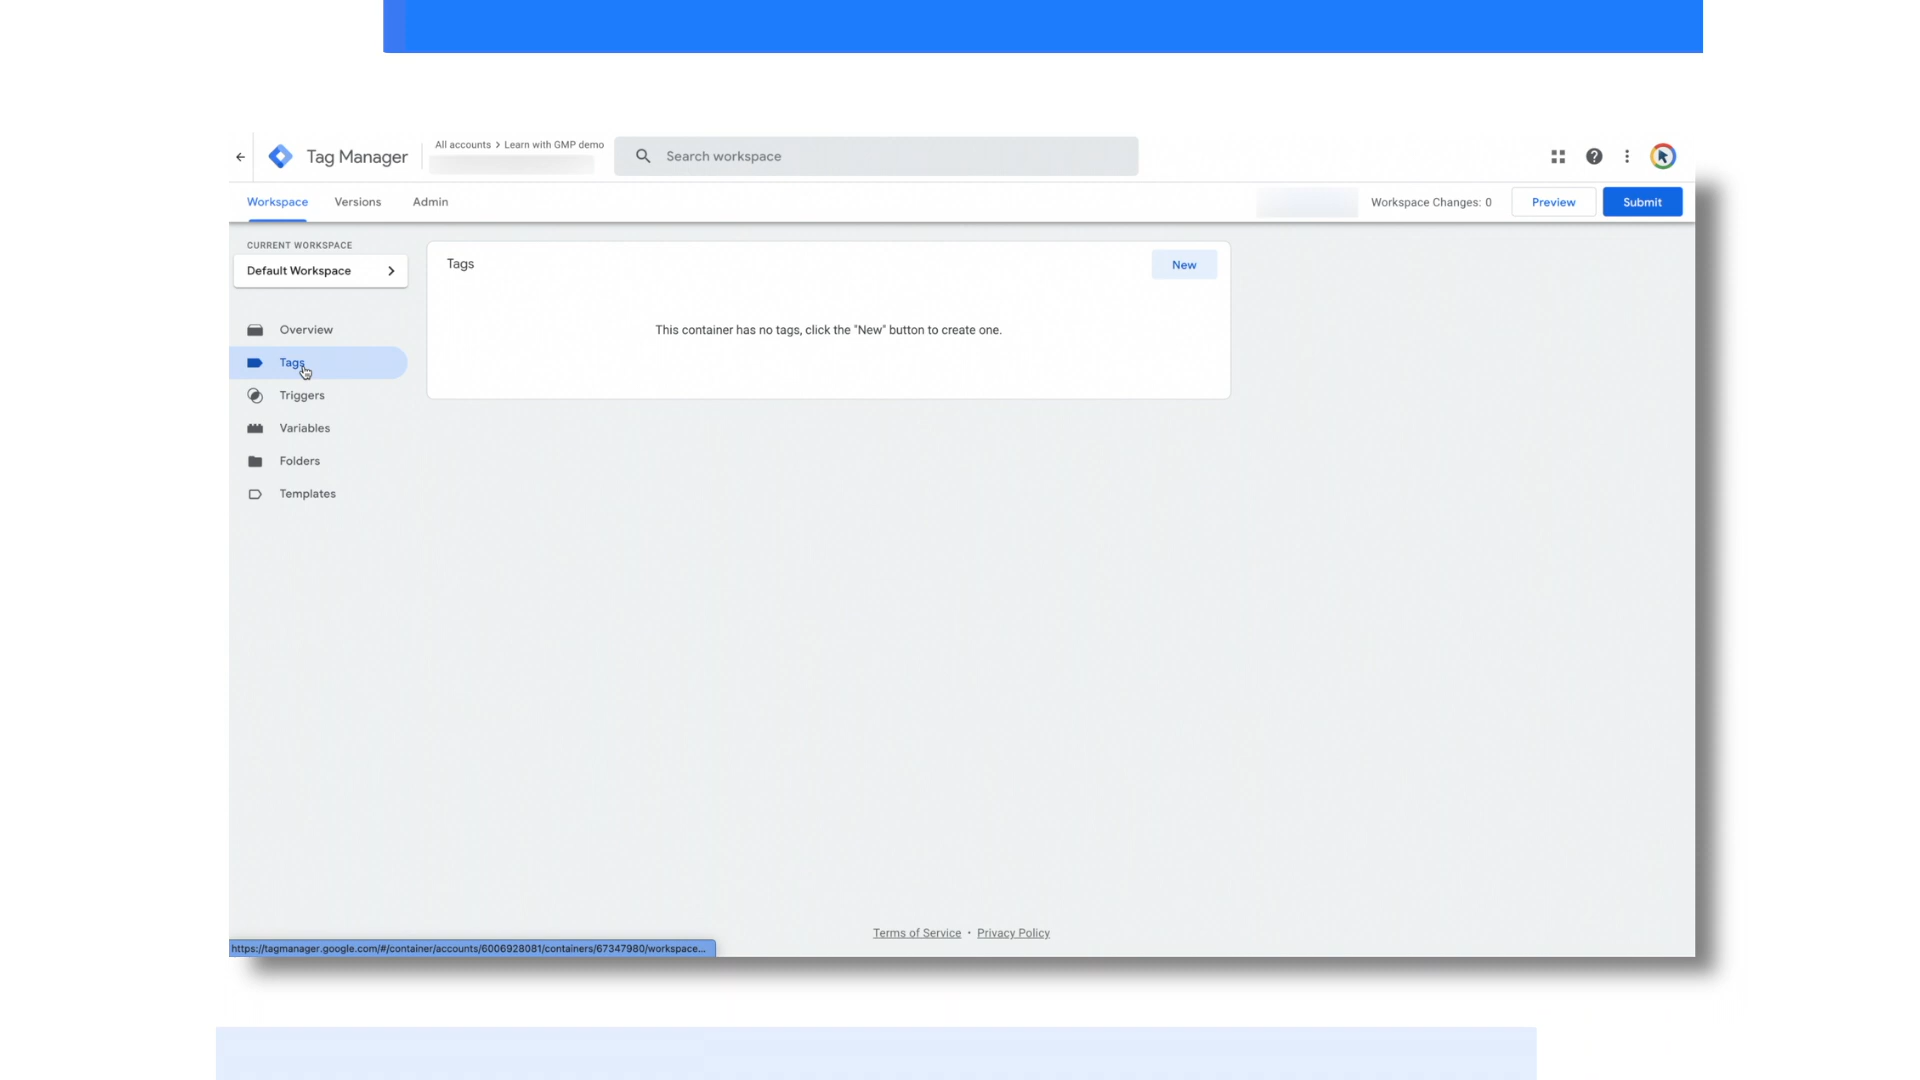 Tag Manager
All accounts > Learn with GMP demo
Search workspace
Workspace
Versions
Admin
Workspace Changes: 0
Preview
Submit
CURRENT WORKSPACE
Default Workspace
Overview
Tags
Triggers
Variables
Folders
Templates
Tags
New
This container has no tags, click the "New" button to create one.
Terms of Service • Privacy Policy
https://tagmanager.google.com/#/container/accounts/6006928081/containers/67347980/workspace...